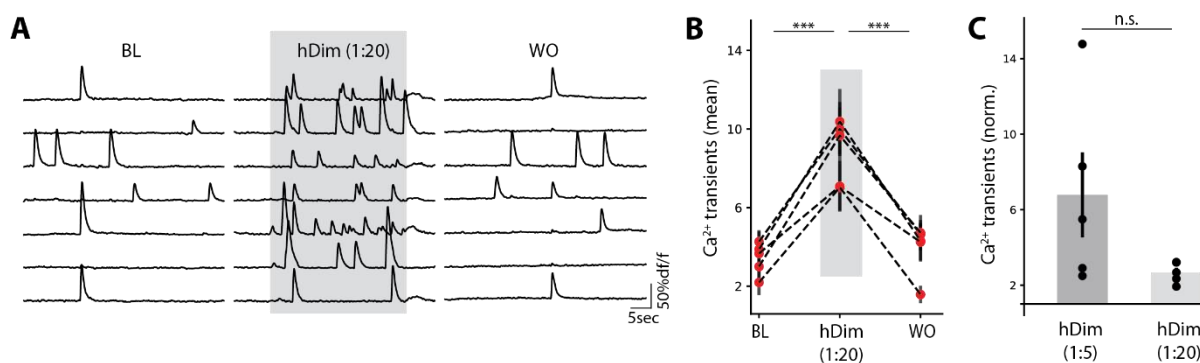 A
BL
hDim (1:20)
WO
50%df/f
5sec
B
*** ***
Ca²⁺ transients (mean)
14
10
6
2
BL
hDim
(1:20)
WO
C
n.s.
Ca²⁺ transients (norm.)
14
10
6
2
hDim
(1:5)
hDim
(1:20)